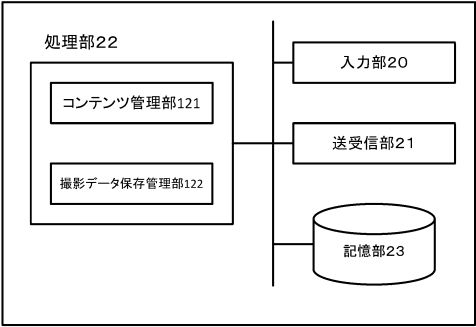 処理部２２
コンテンツ管理部121
撮影データ保存管理部122
入力部２０
送受信部２１
記憶部２３